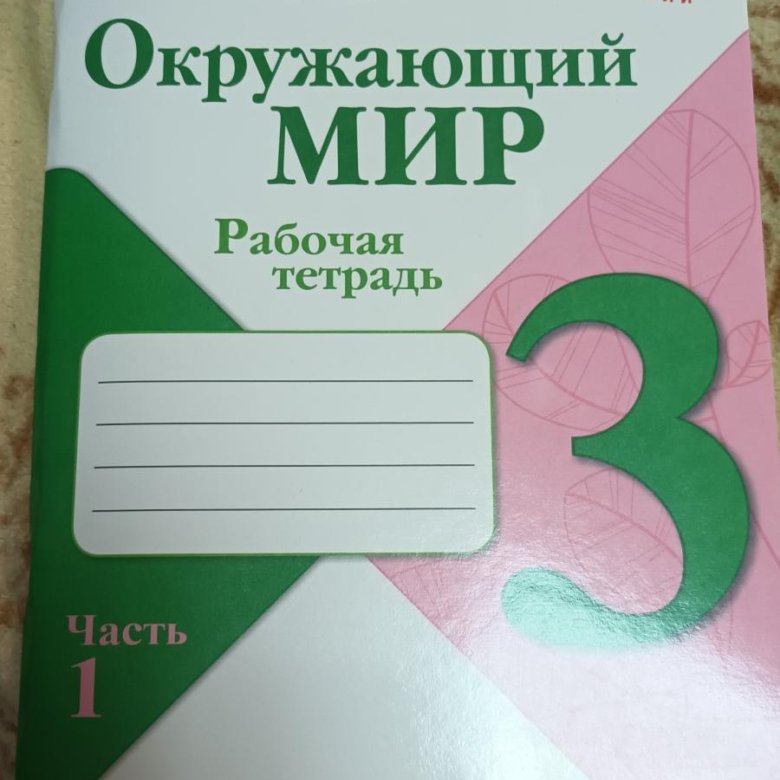 Окружающий
МИР
Рабочая
тетрадь
3
Часть
1